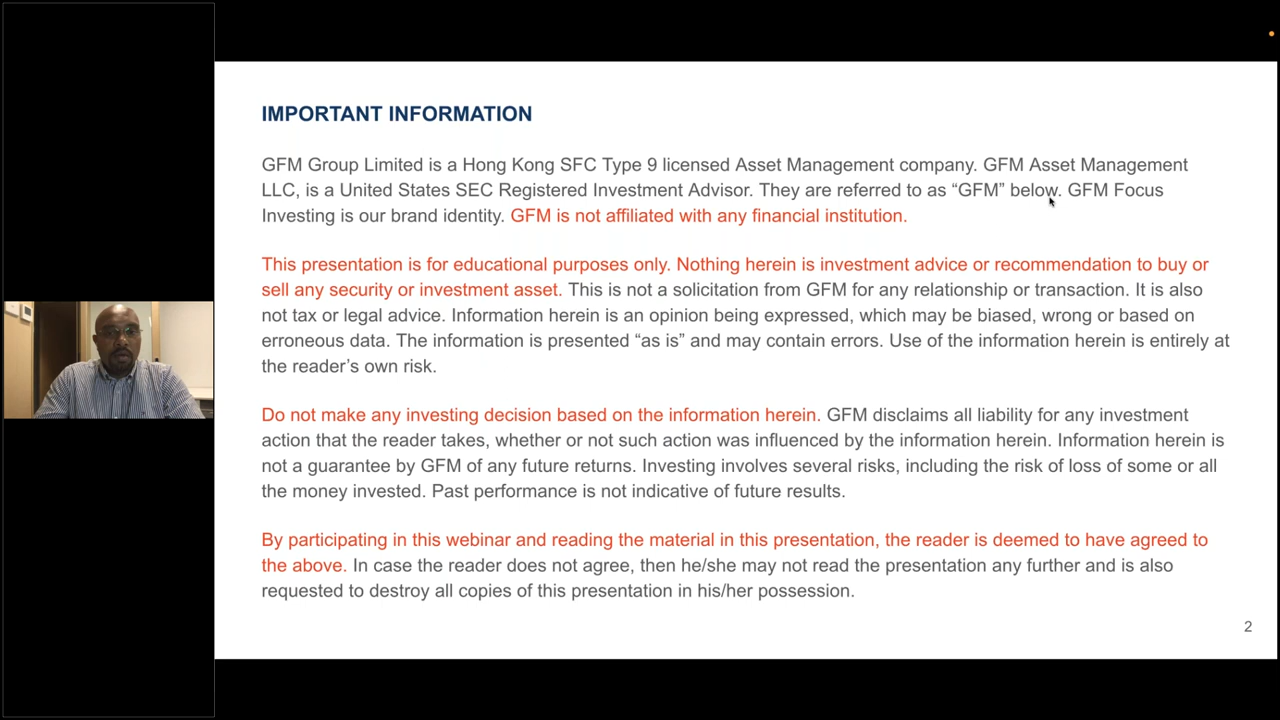 IMPORTANT INFORMATION
GFM Group Limited is a Hong Kong SFC Type 9 licensed Asset Management company. GFM Asset Management
LLC, is a United States SEC Registered Investment Advisor. They are referred to as “GFM” below. GFM Focus
Investing is our brand identity. GFM is not affiliated with any financial institution.
This presentation is for educational purposes only. Nothing herein is investment advice or recommendation to buy or
sell any security or investment asset. This is not a solicitation from GFM for any relationship or transaction. It is also
not tax or legal advice. Information herein is an opinion being expressed, which may be biased, wrong or based on
erroneous data. The information is presented “as is” and may contain errors. Use of the information herein is entirely at
the reader’s own risk.
Do not make any investing decision based on the information herein. GFM disclaims all liability for any investment
action that the reader takes, whether or not such action was influenced by the information herein. Information herein is
not a guarantee by GFM of any future returns. Investing involves several risks, including the risk of loss of some or all
the money invested. Past performance is not indicative of future results.
By participating in this webinar and reading the material in this presentation, the reader is deemed to have agreed to
the above. In case the reader does not agree, then he/she may not read the presentation any further and is also
requested to destroy all copies of this presentation in his/her possession.
2